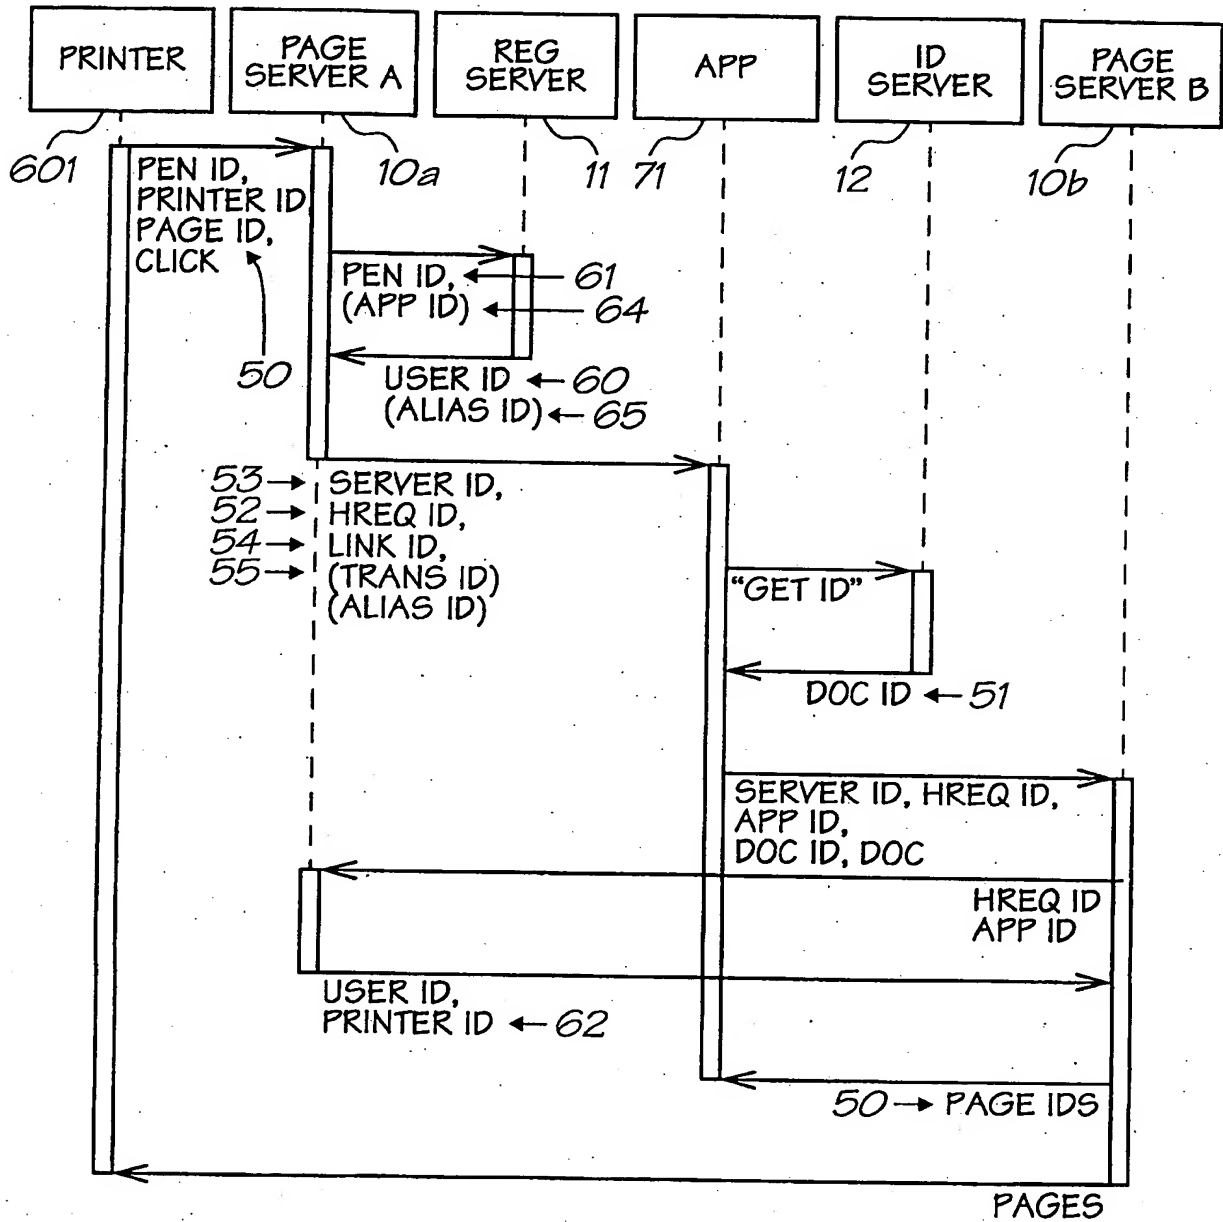 PRINTER
PAGE
SERVER A
REG
SERVER
APP
ID
SERVER
PAGE
SERVER B
601
10a
11
71
12
10b
PEN ID,
PRINTER ID
PAGE ID,
CLICK
50
PEN ID,
61
(APP ID)
64
USER ID
60
(ALIAS ID)
65
53
SERVER ID,
52
HREQ ID,
54
LINK ID,
55
(TRANS ID)
(ALIAS ID)
"GET ID"
DOC ID
51
SERVER ID, HREQ ID,
APP ID,
DOC ID, DOC
HREQ ID
APP ID
USER ID,
PRINTER ID
62
50
PAGE IDS
PAGES